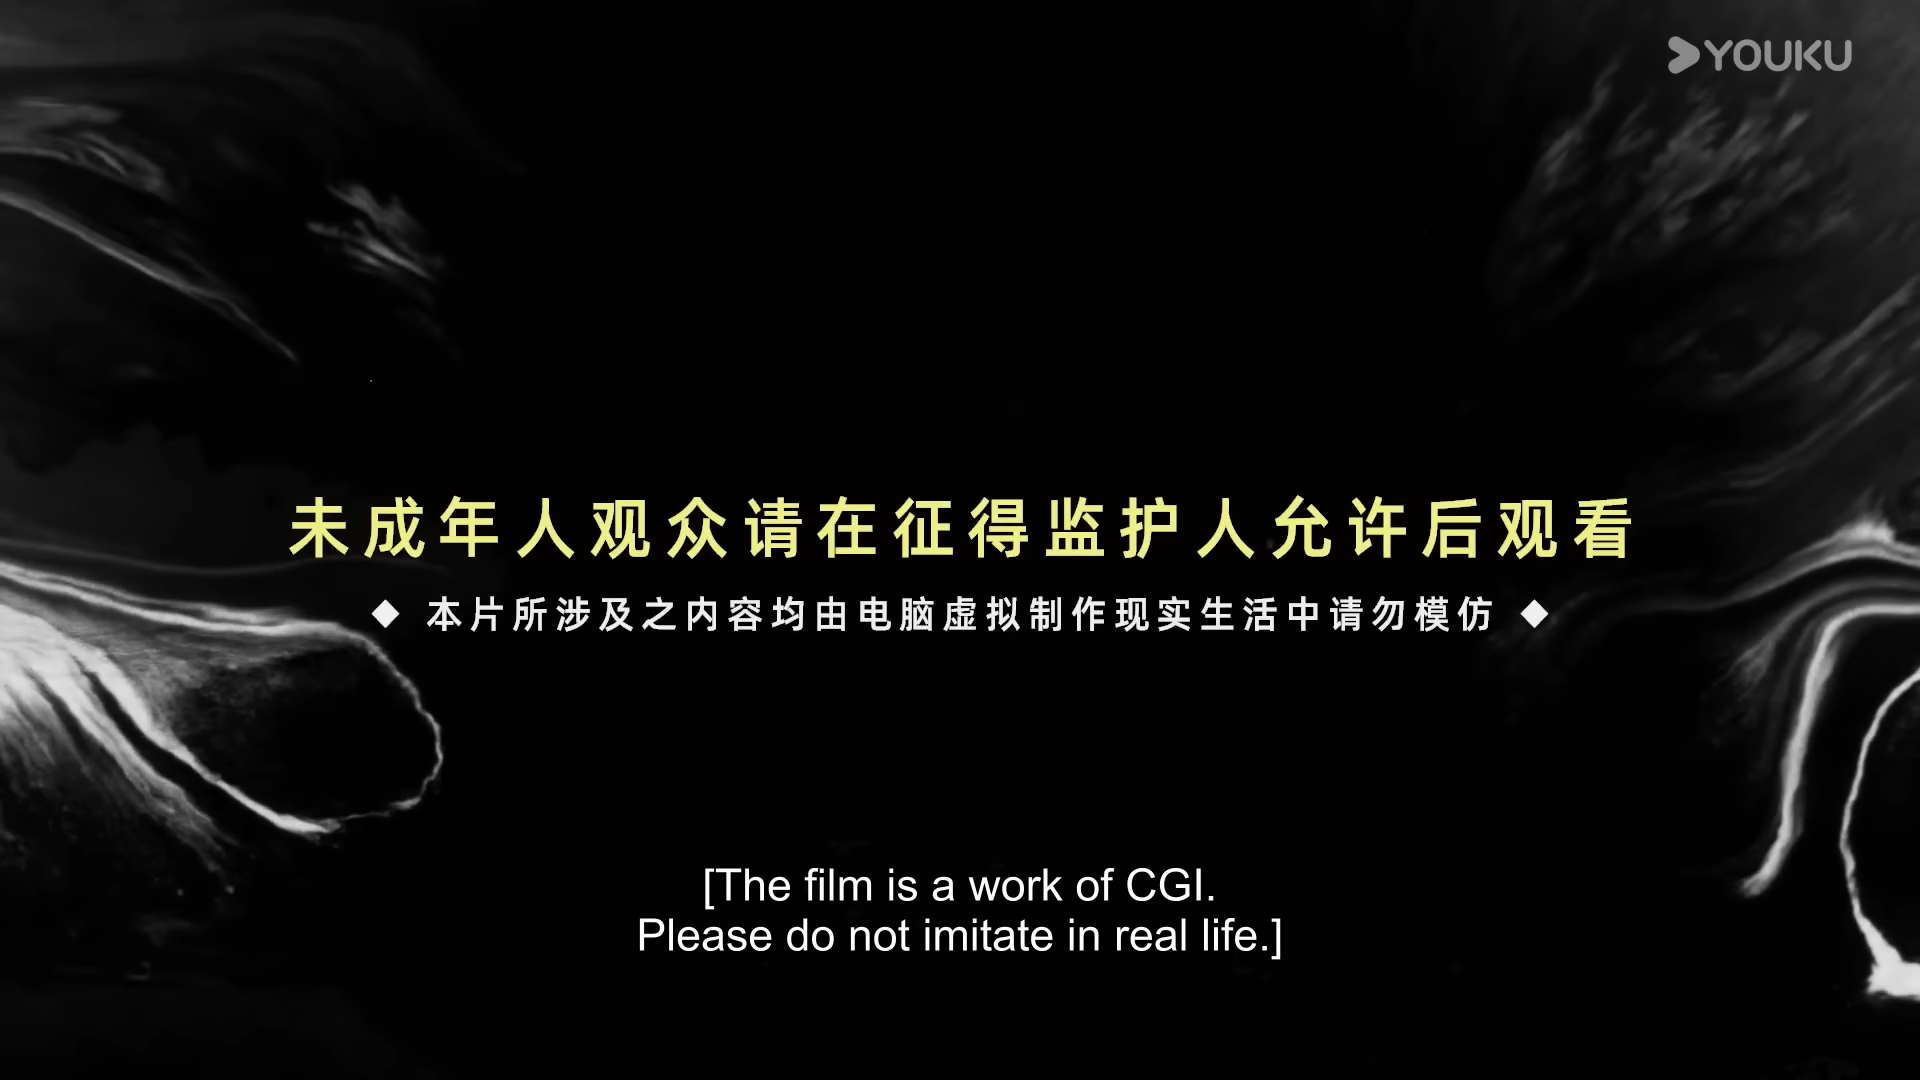 YOUKU
未成年人观众请在征得监护人允许后观看
◆ 本片所涉及之内容均由电脑虚拟制作现实生活中请勿模仿 ◆
[The film is a work of CGI.
Please do not imitate in real life.]